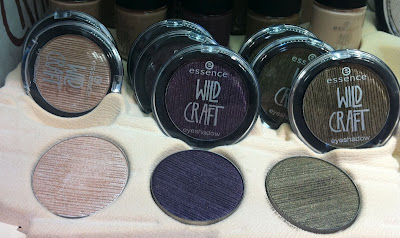 essence
WILD
CRAFT
eyeshadow
essence
WILD
CRAFT
eyeshadow